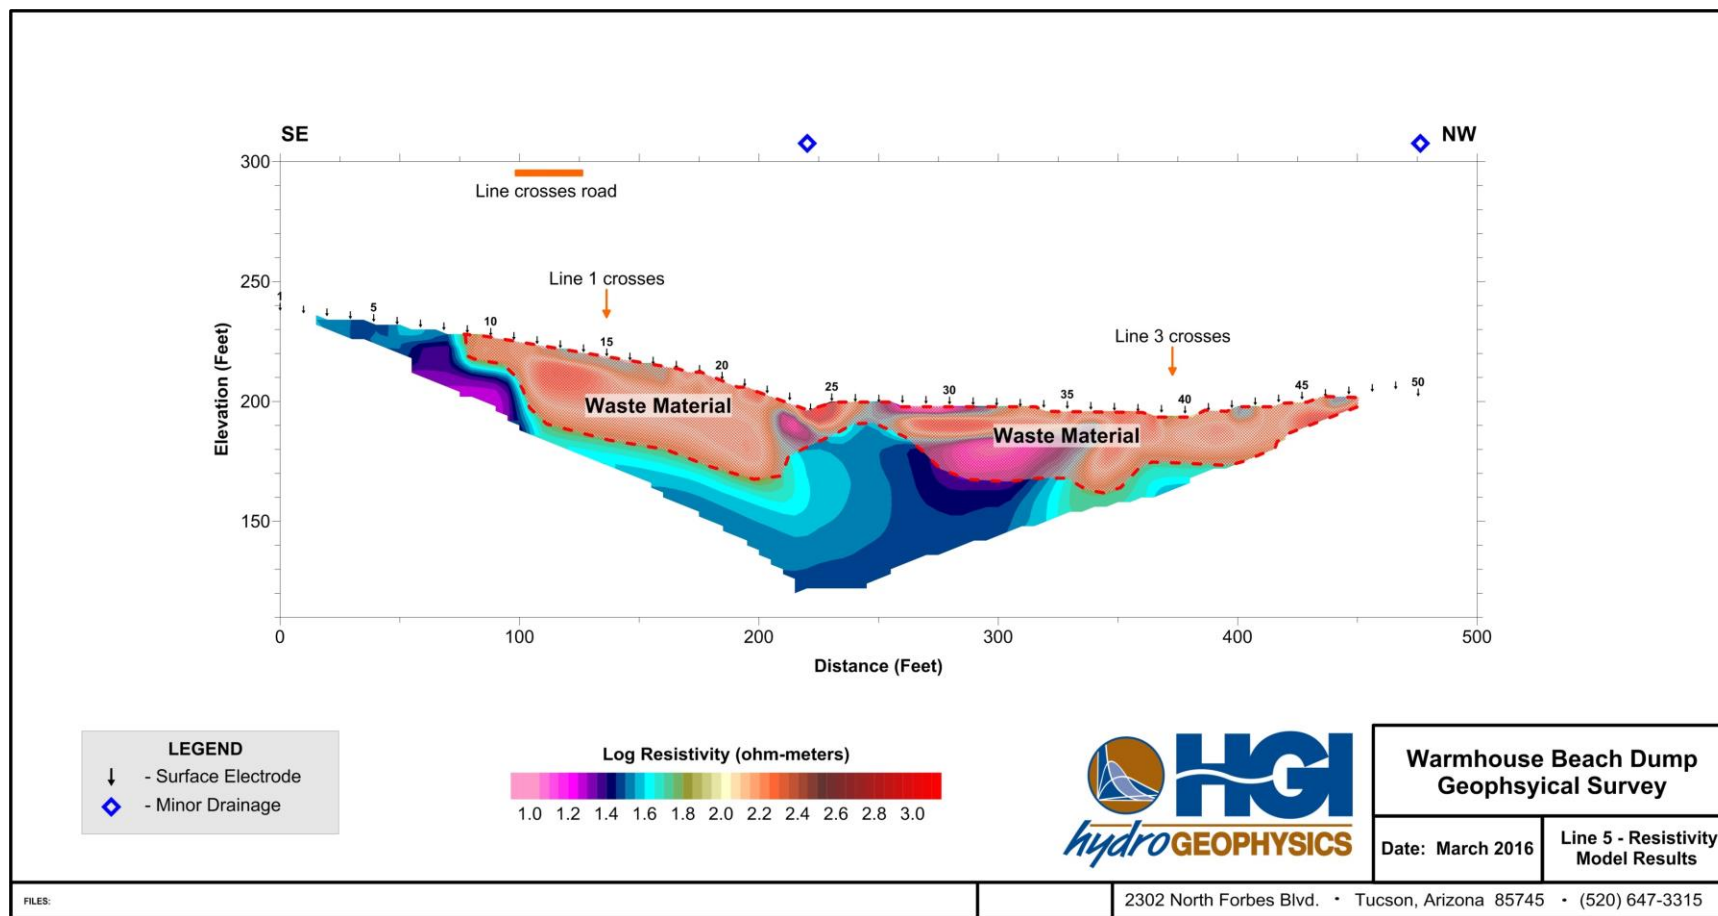 SE
NW
300
Line crosses road
250
Line 1 crosses
Line 3 crosses
1
5
10
15
20
25
30
35
40
45
50
Elevation (Feet)
200
150
Waste Material
Waste Material
0
100
200
300
400
500
Distance (Feet)
LEGEND
- Surface Electrode
- Minor Drainage
Log Resistivity (ohm-meters)
1.0 1.2 1.4 1.6 1.8 2.0 2.2 2.4 2.6 2.8 3.0
HGI
hydroGEOPHYSICS
Warmhouse Beach Dump
Geophsyical Survey
Date: March 2016
Line 5 - Resistivity
Model Results
FILES:
2302 North Forbes Blvd. • Tucson, Arizona 85745 • (520) 647-3315